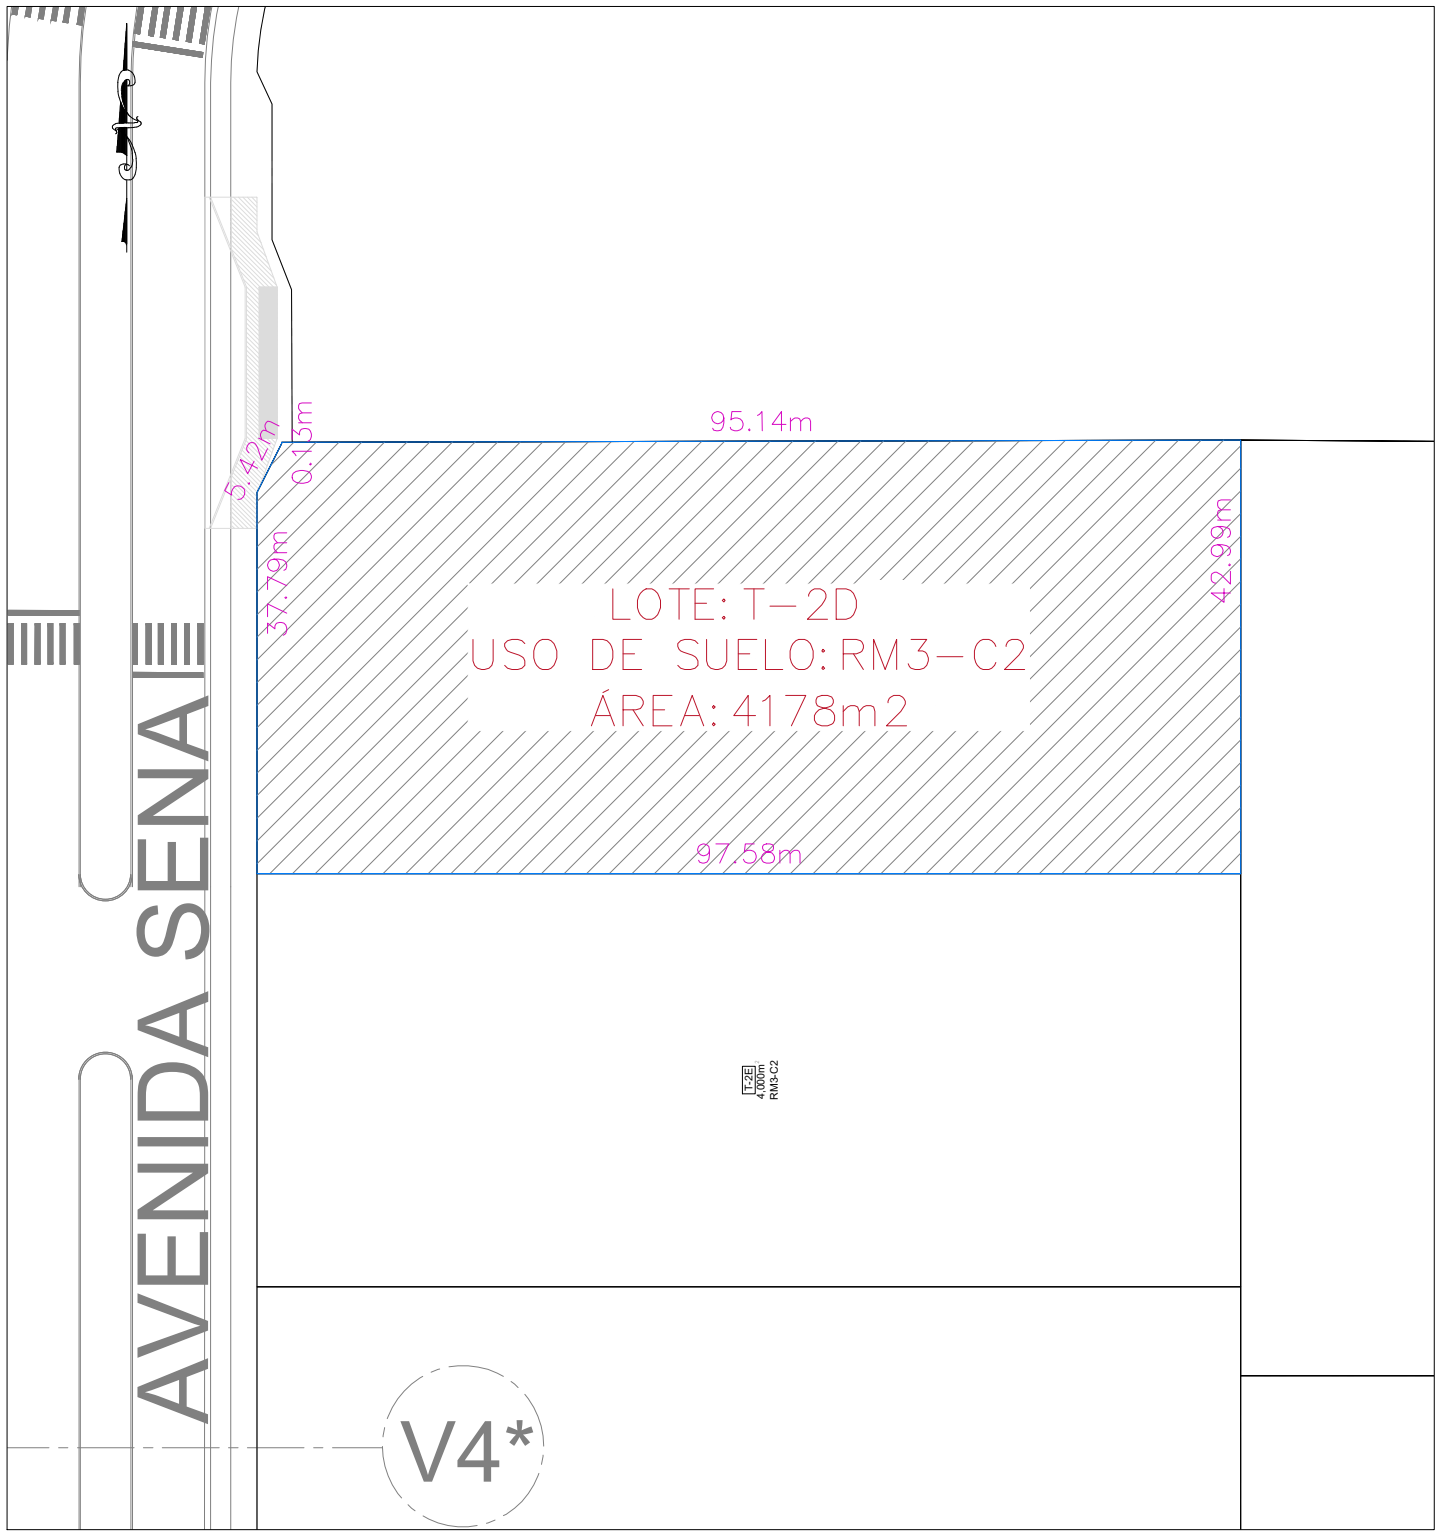 95.14m
5.42m
0.13m
37.79m
42.99m
LOTE: T-2D
USO DE SUELO: RM3-C2
ÁREA: 4178m2
97.58m
AVENIDA SENA
T-2E
4,000m²
RM3-C2
V4*